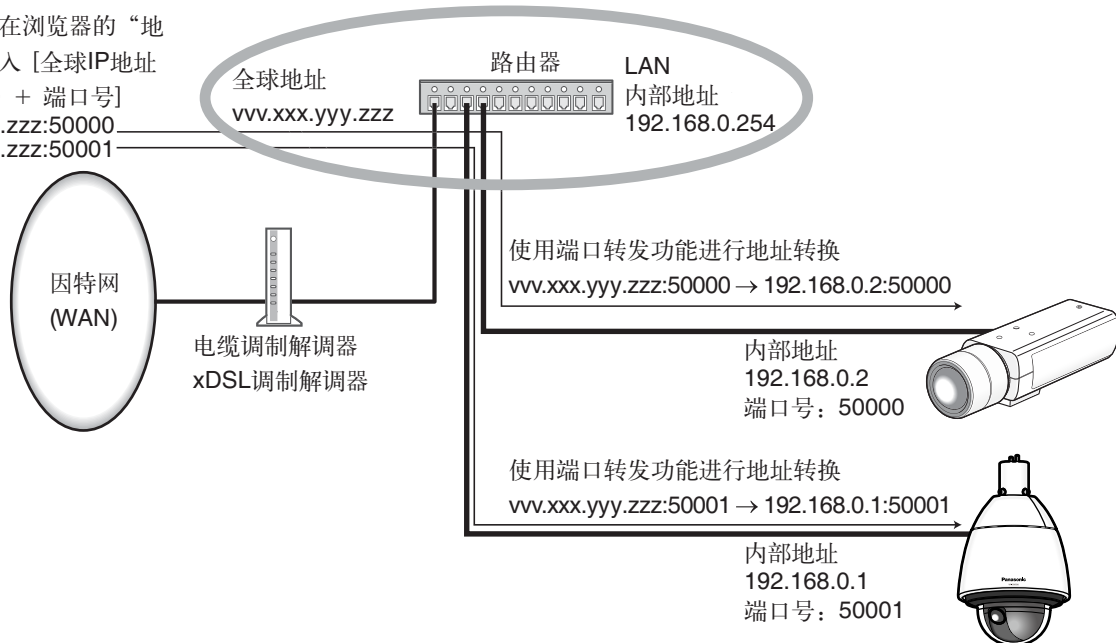 在浏览器的“地
入 [全球IP地址
+ 端口号]
.zzz:50000
.zzz:50001
全球地址
vvv.xxx.yyy.zzz
路由器
LAN
内部地址
192.168.0.254
因特网
(WAN)
电缆调制解调器
xDSL调制解调器
使用端口转发功能进行地址转换
vvv.xxx.yyy.zzz:50000 → 192.168.0.2:50000
内部地址
192.168.0.2
端口号：50000
使用端口转发功能进行地址转换
vvv.xxx.yyy.zzz:50001 → 192.168.0.1:50001
内部地址
192.168.0.1
端口号：50001
Panasonic